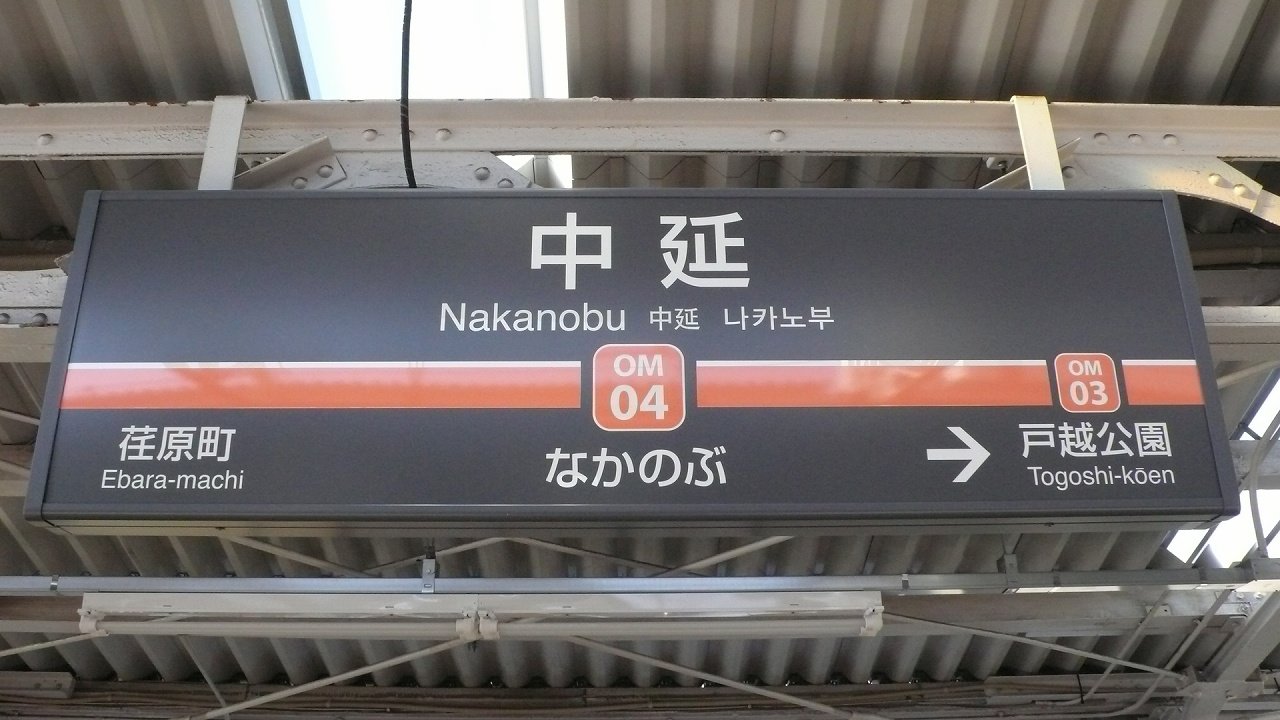 中延
Nakanobu 中延 나카노부
OM
04
OM
03
荏原町
Ebara-machi
なかのぶ
→ 戸越公園
Togoshi-kōen